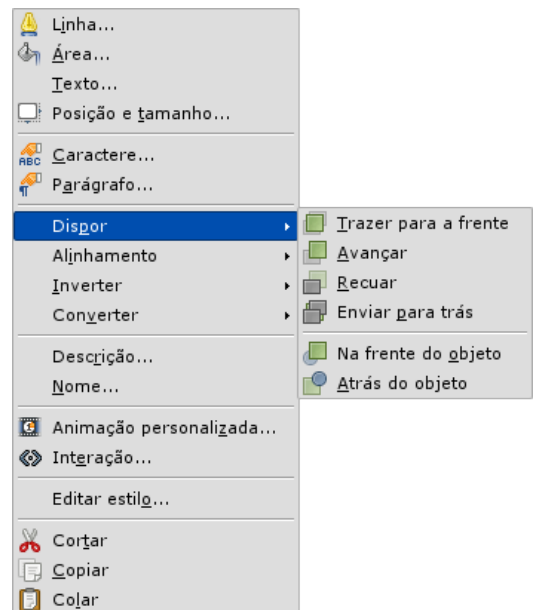 Linha...
Área...
Texto...
Posição e tamanho...
ABC Caractere...
Parágrafo...
Dispor
Alinhamento
Inverter
Converter
Descrição...
Nome...
Animação personalizada...
Interação...
Editar estilo...
Cortar
Copiar
Colar
Trazer para a frente
Avançar
Recuar
Enviar para trás
Na frente do objeto
Atrás do objeto